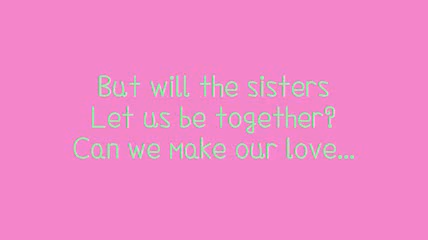 But will the sisters
Let us be together?
Can we make our love...